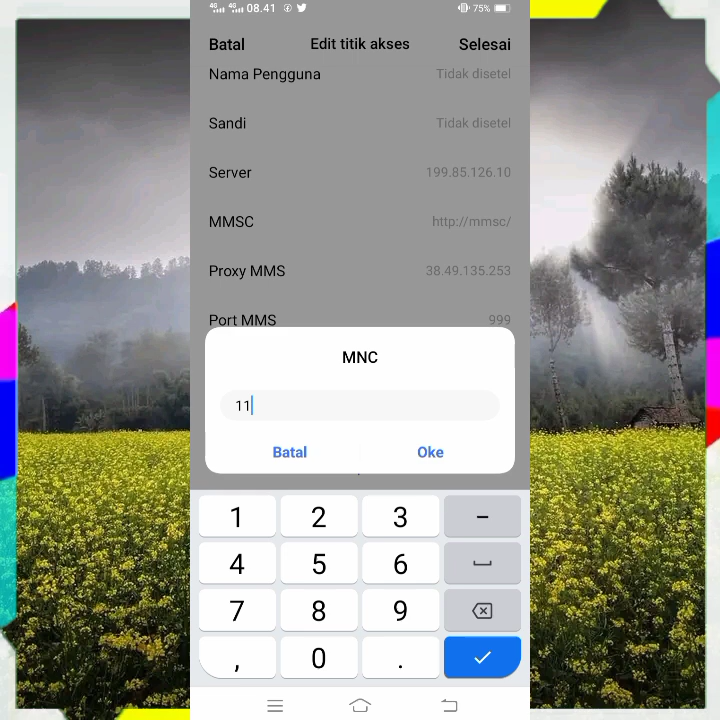 4G 4G 08.41 75%
Batal Edit titik akses Selesai
Nama Pengguna Tidak disetel
Sandi Tidak disetel
Server 199.85.126.10
MMSC http://mmsc/
Proxy MMS 38.49.135.253
Port MMS 999
MNC
11
Batal Oke
1 2 3 -
4 5 6
7 8 9
, 0 .